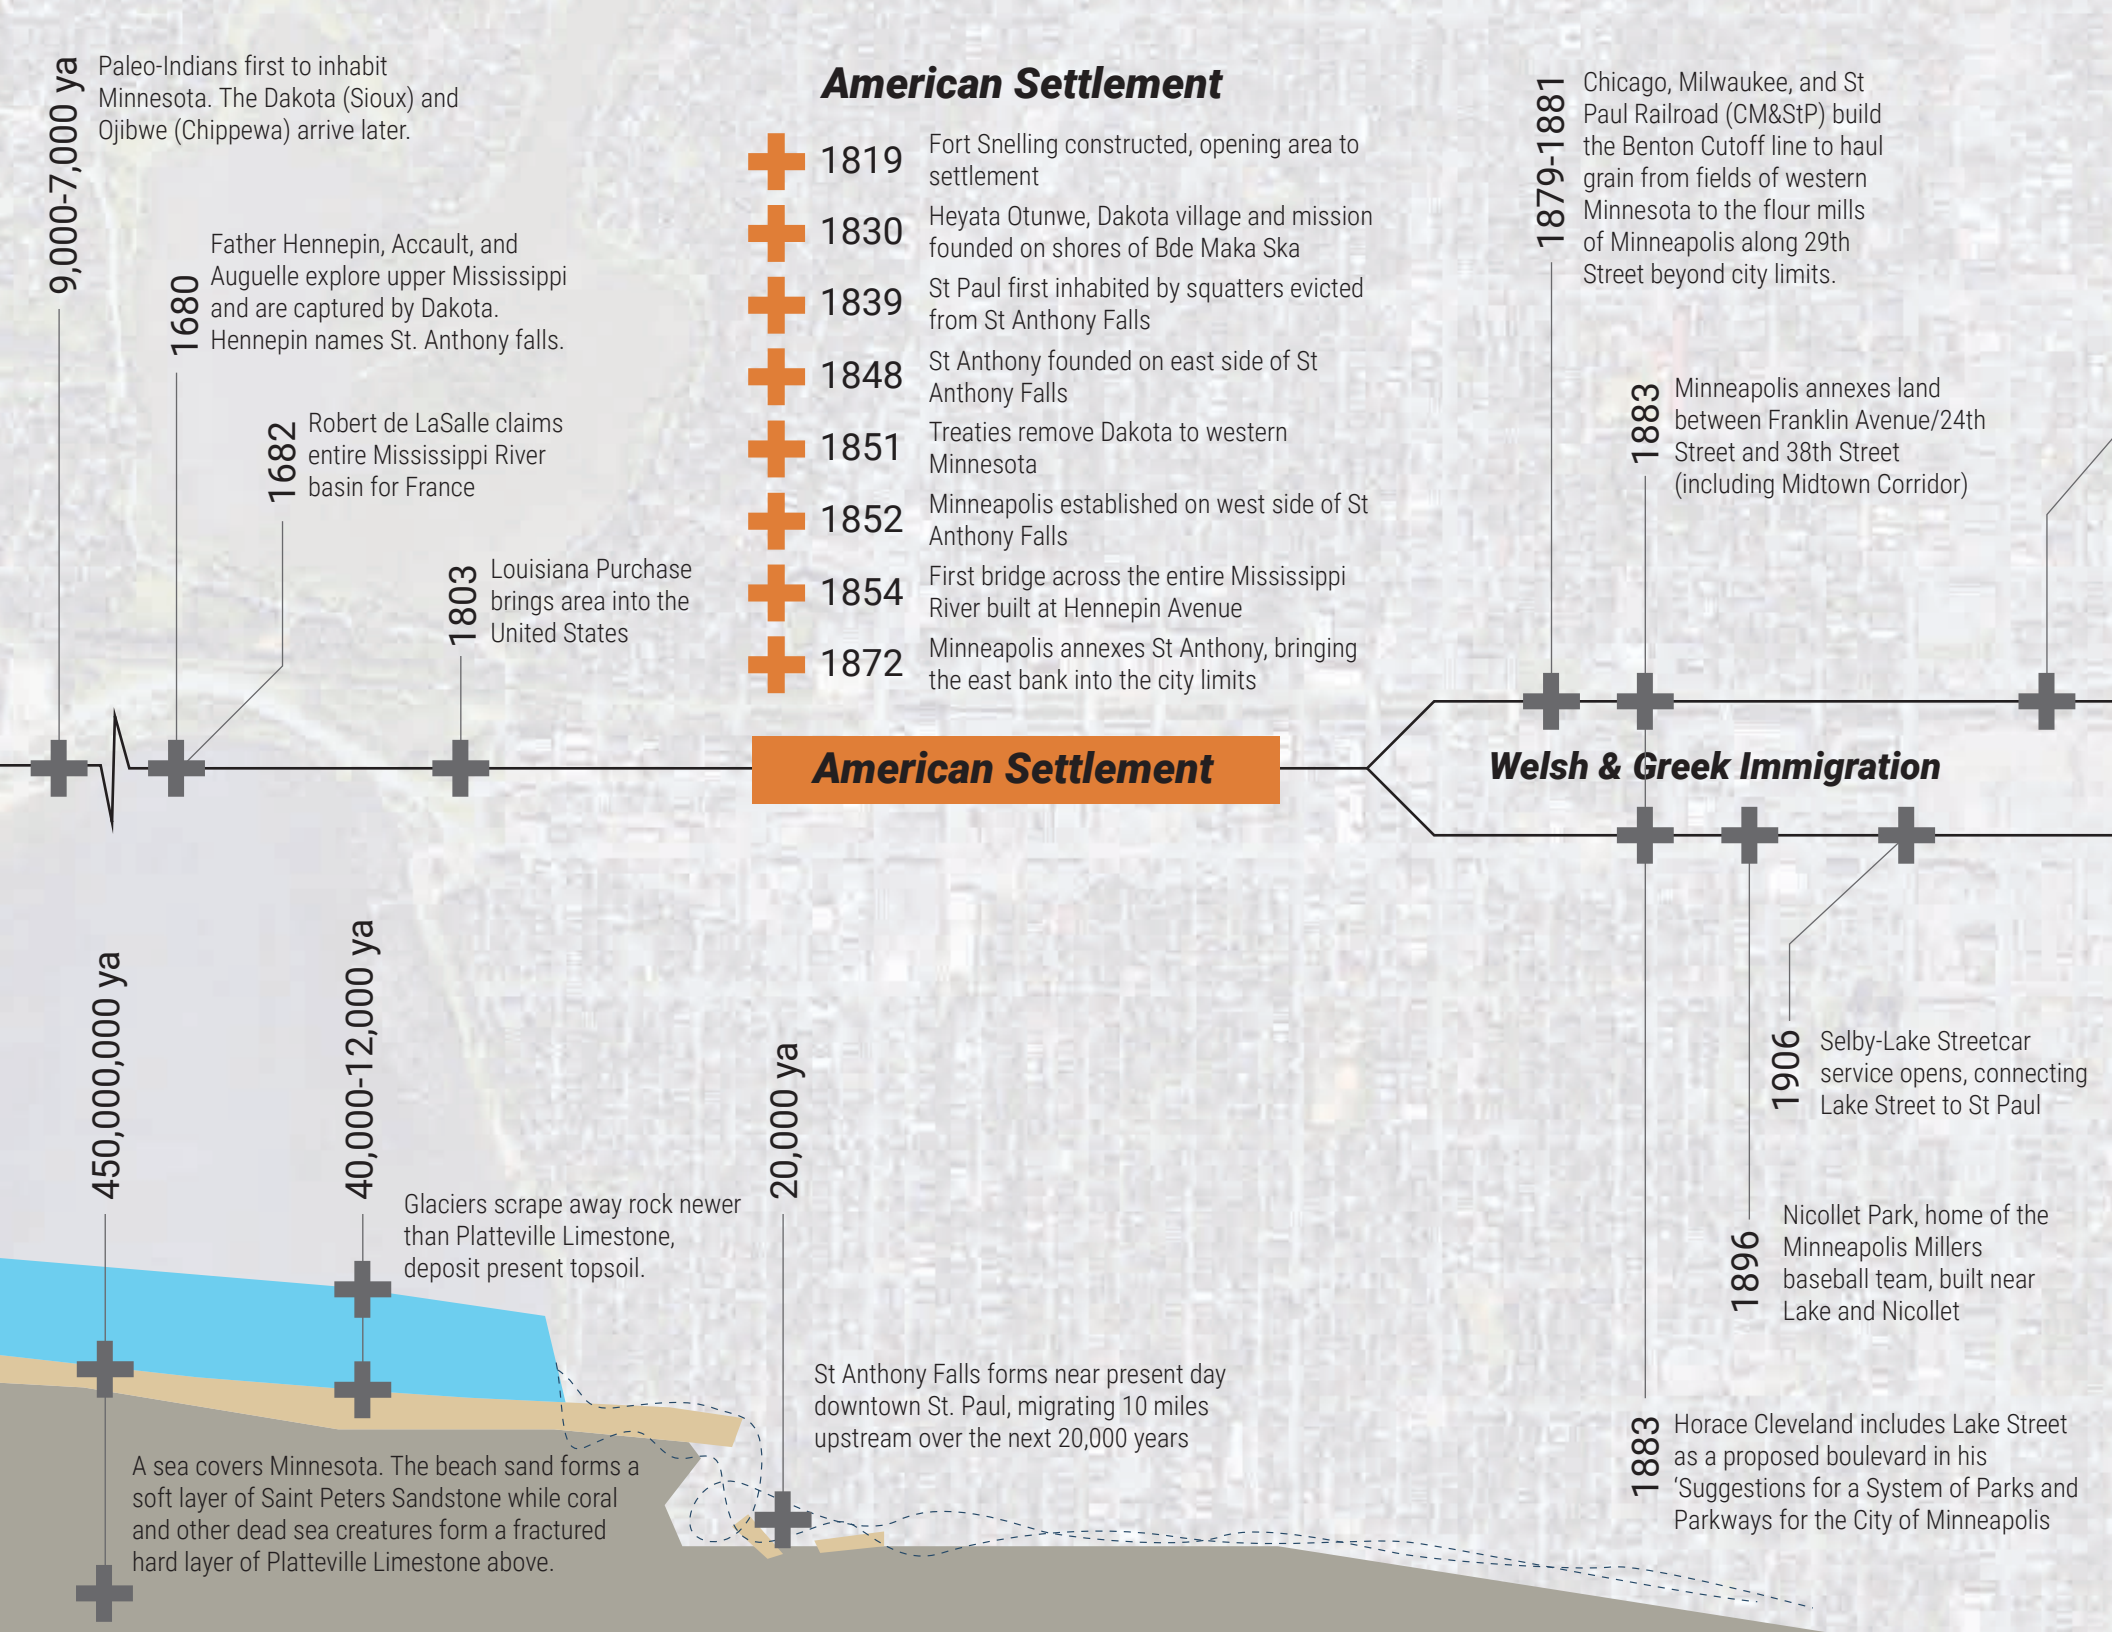 9,000-7,000 ya
Paleo-Indians first to inhabit
Minnesota. The Dakota (Sioux) and
Ojibwe (Chippewa) arrive later.
1680
Father Hennepin, Accault, and
Auguelle explore upper Mississippi
and are captured by Dakota.
Hennepin names St. Anthony falls.
1682
Robert de LaSalle claims
entire Mississippi River
basin for France
1803
Louisiana Purchase
brings area into the
United States
American Settlement
1819
Fort Snelling constructed, opening area to
settlement
1830
Heyata Otunwe, Dakota village and mission
founded on shores of Bde Maka Ska
1839
St Paul first inhabited by squatters evicted
from St Anthony Falls
1848
St Anthony founded on east side of St
Anthony Falls
1851
Treaties remove Dakota to western
Minnesota
1852
Minneapolis established on west side of St
Anthony Falls
1854
First bridge across the entire Mississippi
River built at Hennepin Avenue
1872
Minneapolis annexes St Anthony, bringing
the east bank into the city limits
American Settlement
1879-1881
Chicago, Milwaukee, and St
Paul Railroad (CM&StP) build
the Benton Cutoff line to haul
grain from fields of western
Minnesota to the flour mills
of Minneapolis along 29th
Street beyond city limits.
1883
Minneapolis annexes land
between Franklin Avenue/24th
Street and 38th Street
(including Midtown Corridor)
Welsh & Greek Immigration
1906
Selby-Lake Streetcar
service opens, connecting
Lake Street to St Paul
1896
Nicollet Park, home of the
Minneapolis Millers
baseball team, built near
Lake and Nicollet
1883
Horace Cleveland includes Lake Street
as a proposed boulevard in his
‘Suggestions for a System of Parks and
Parkways for the City of Minneapolis
450,000,000 ya
A sea covers Minnesota. The beach sand forms a
soft layer of Saint Peters Sandstone while coral
and other dead sea creatures form a fractured
hard layer of Platteville Limestone above.
40,000-12,000 ya
Glaciers scrape away rock newer
than Platteville Limestone,
deposit present topsoil.
20,000 ya
St Anthony Falls forms near present day
downtown St. Paul, migrating 10 miles
upstream over the next 20,000 years